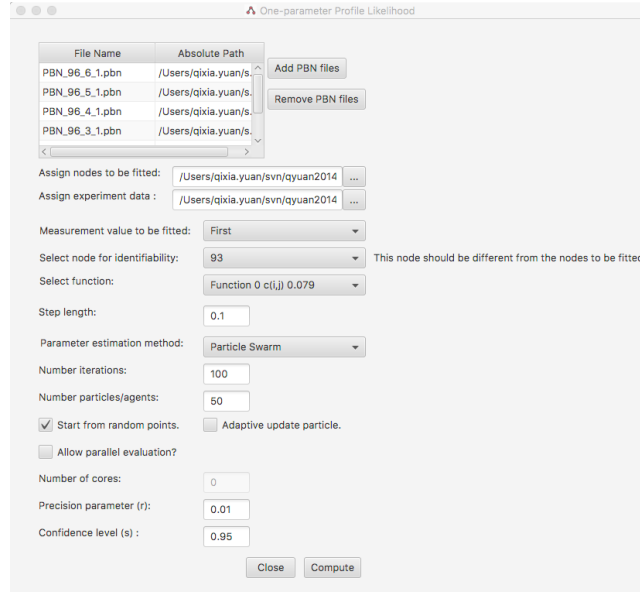 One-parameter Profile Likelihood
File Name Absolute Path
PBN_96_6_1.pbn /Users/qixia.yuan/s.
PBN_96_5_1.pbn /Users/qixia.yuan/s.
PBN_96_4_1.pbn /Users/qixia.yuan/s.
PBN_96_3_1.pbn /Users/qixia.yuan/s.
Add PBN files
Remove PBN files
Assign nodes to be fitted: /Users/qixia.yuan/svn/qyuan2014 ...
Assign experiment data : /Users/qixia.yuan/svn/qyuan2014 ...
Measurement value to be fitted: First
Select node for identifiability: 93 This node should be different from the nodes to be fitted
Select function: Function 0 c(i,j) 0.079
Step length: 0.1
Parameter estimation method: Particle Swarm
Number iterations: 100
Number particles/agents: 50
Start from random points. Adaptive update particle.
Allow parallel evaluation?
Number of cores: 0
Precision parameter (r): 0.01
Confidence level (s) : 0.95
Close Compute